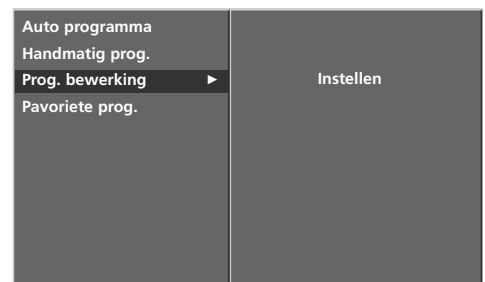 Auto programma
Handmatig prog.
Prog. bewerking ► Instellen
Pavoriete prog.